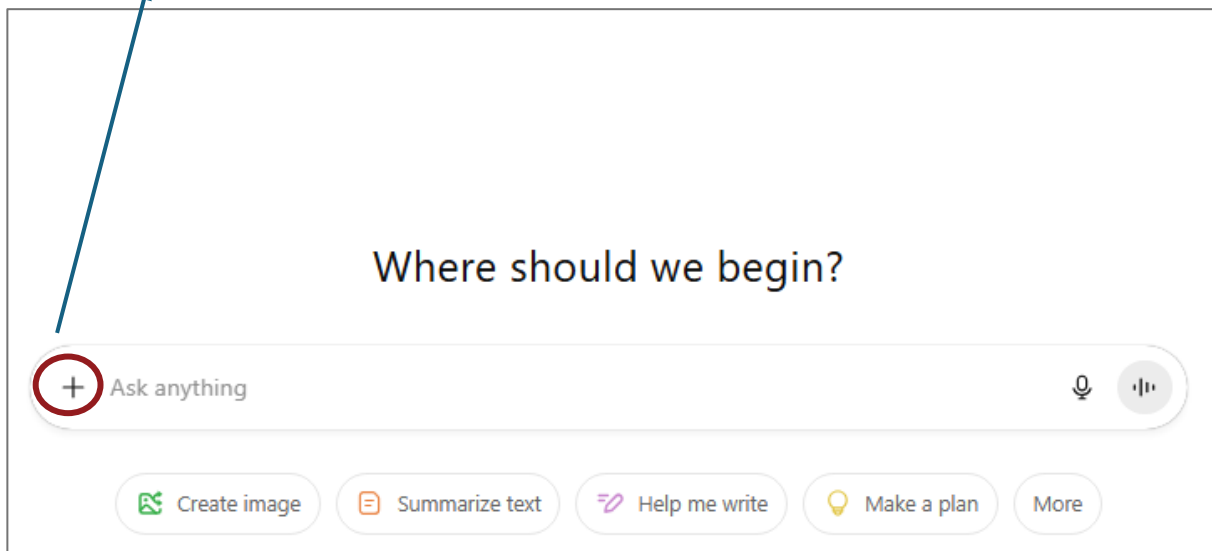 Where should we begin?
Ask anything
Create image Summarize text Help me write Make a plan More